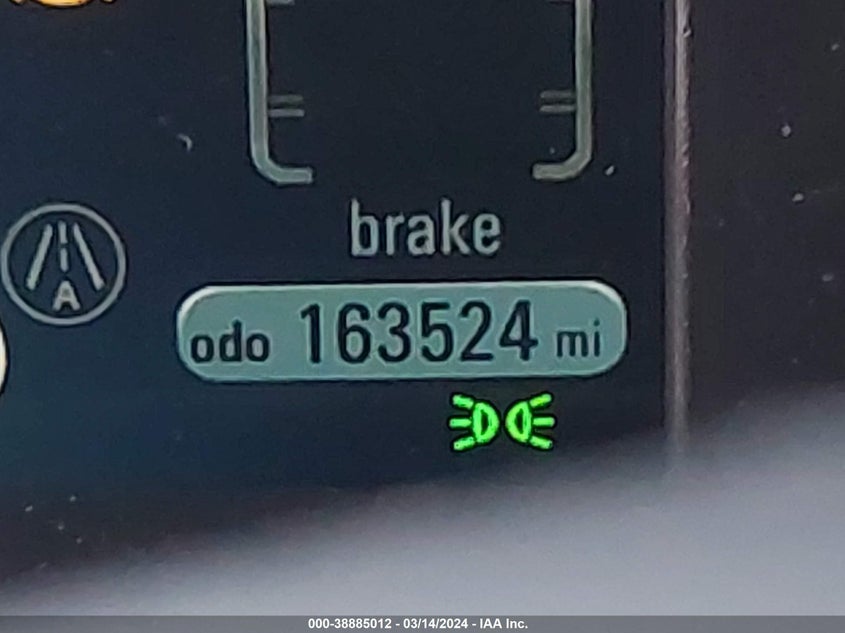 brake
A
odo 163524 mi
000-38885012 - 03/14/2024 - IAA Inc.